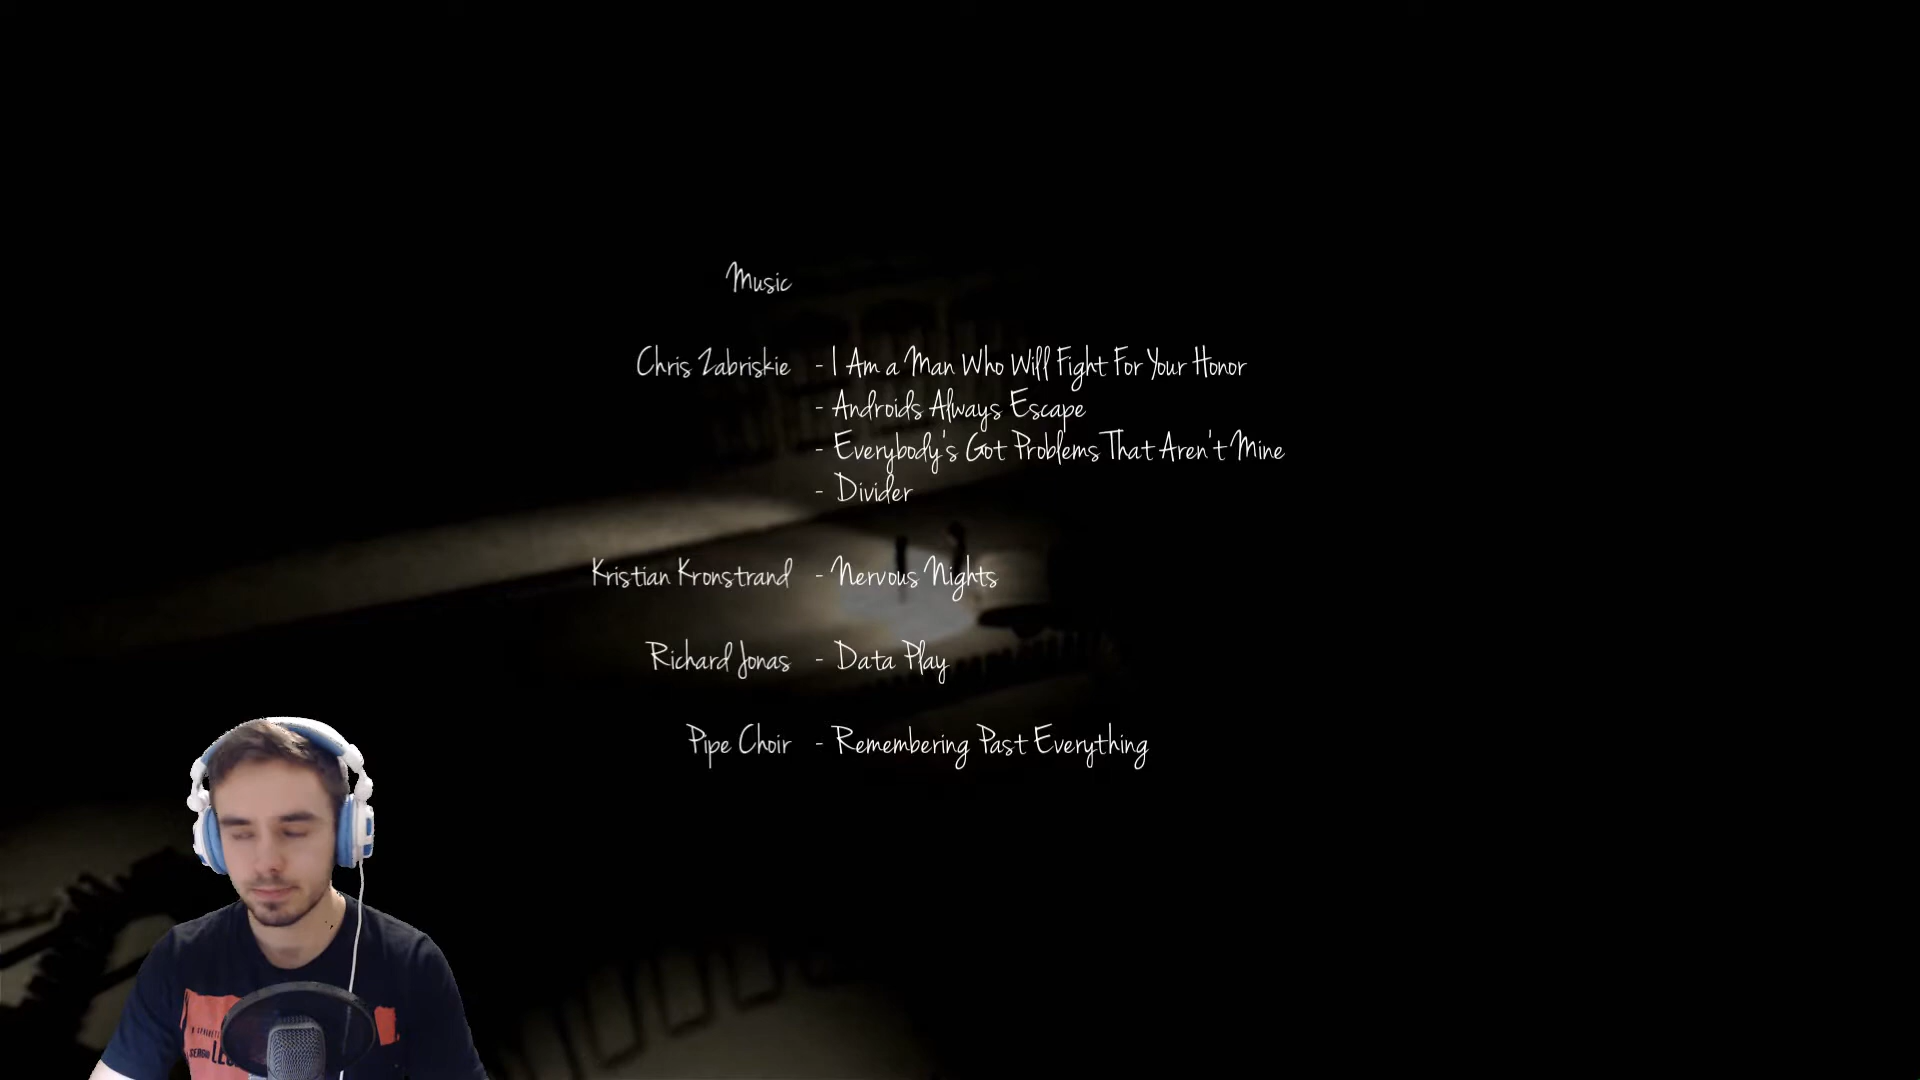 Music
Chris Zabriskie - I Am a Man Who Will Fight For Your Honor
- Androids Always Escape
- Everybody's Got Problems That Aren't Mine
- Divider
Kristian Kronstrand - Nervous Nights
Richard Jonas - Data Play
Pipe Choir - Remembering Past Everything